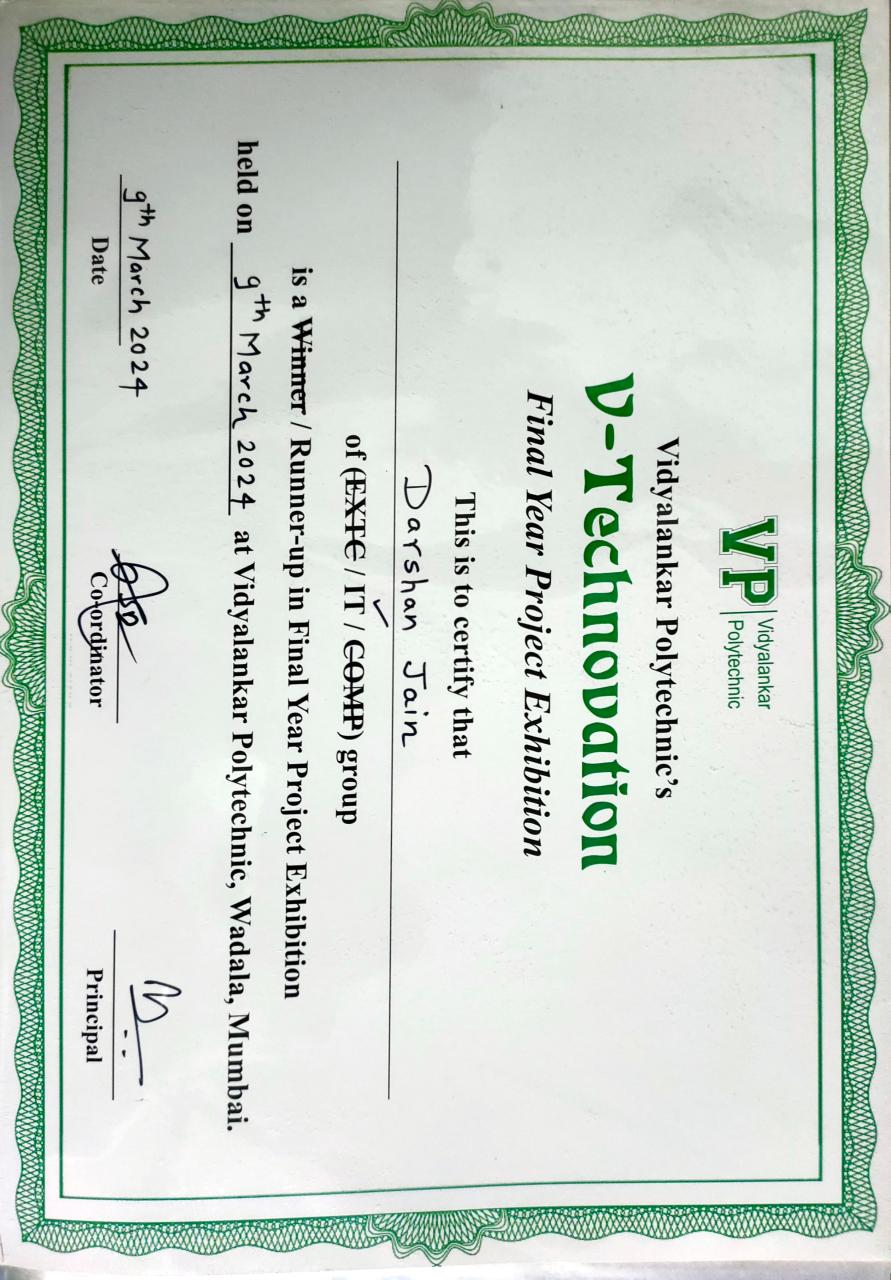 VP Vidyalankar
Polytechnic
Vidyalankar Polytechnic's
V-Technovation
Final Year Project Exhibition
This is to certify that
Darshan Jain
of (EXTC / IT / COMP) group
is a Winner / Runner-up in Final Year Project Exhibition
held on 9th March 2024 at Vidyalankar Polytechnic, Wadala, Mumbai.
9th March 2024
Date
Co-ordinator
Principal